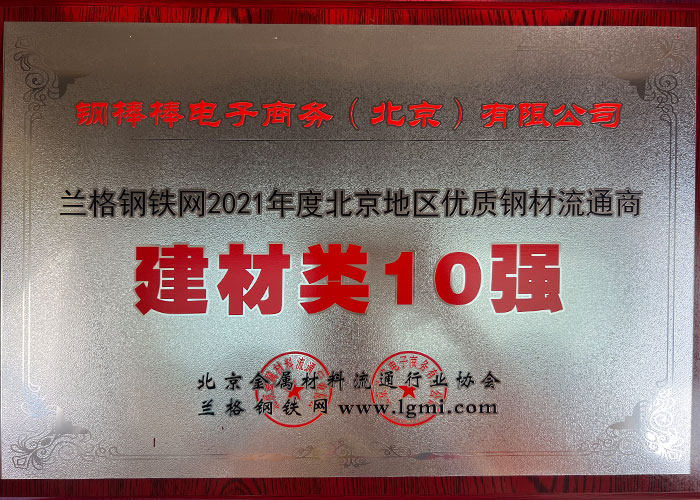 钢棒棒电子商务（北京）有限公司
兰格钢铁网2021年度北京地区优质钢材流通商
建材类10强
北京金属材料流通行业协会
兰格钢铁网 www.lgmi.com